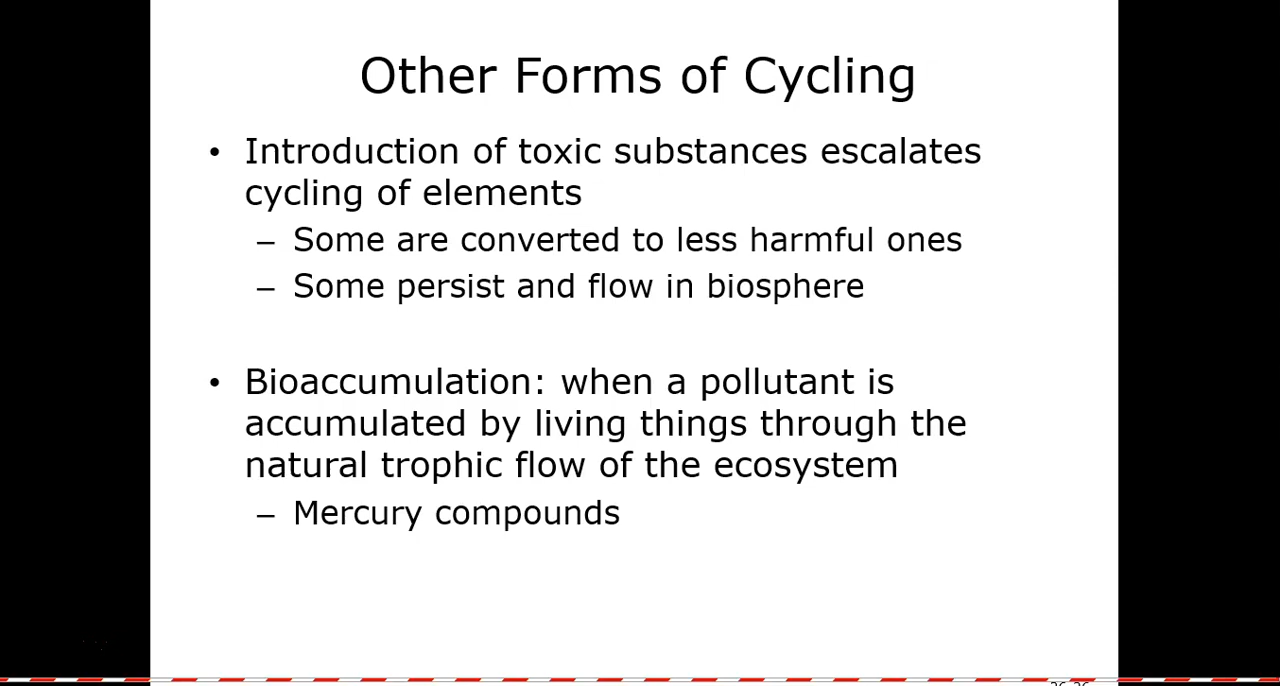 Other Forms of Cycling
• Introduction of toxic substances escalates
cycling of elements
– Some are converted to less harmful ones
– Some persist and flow in biosphere
• Bioaccumulation: when a pollutant is
accumulated by living things through the
natural trophic flow of the ecosystem
– Mercury compounds